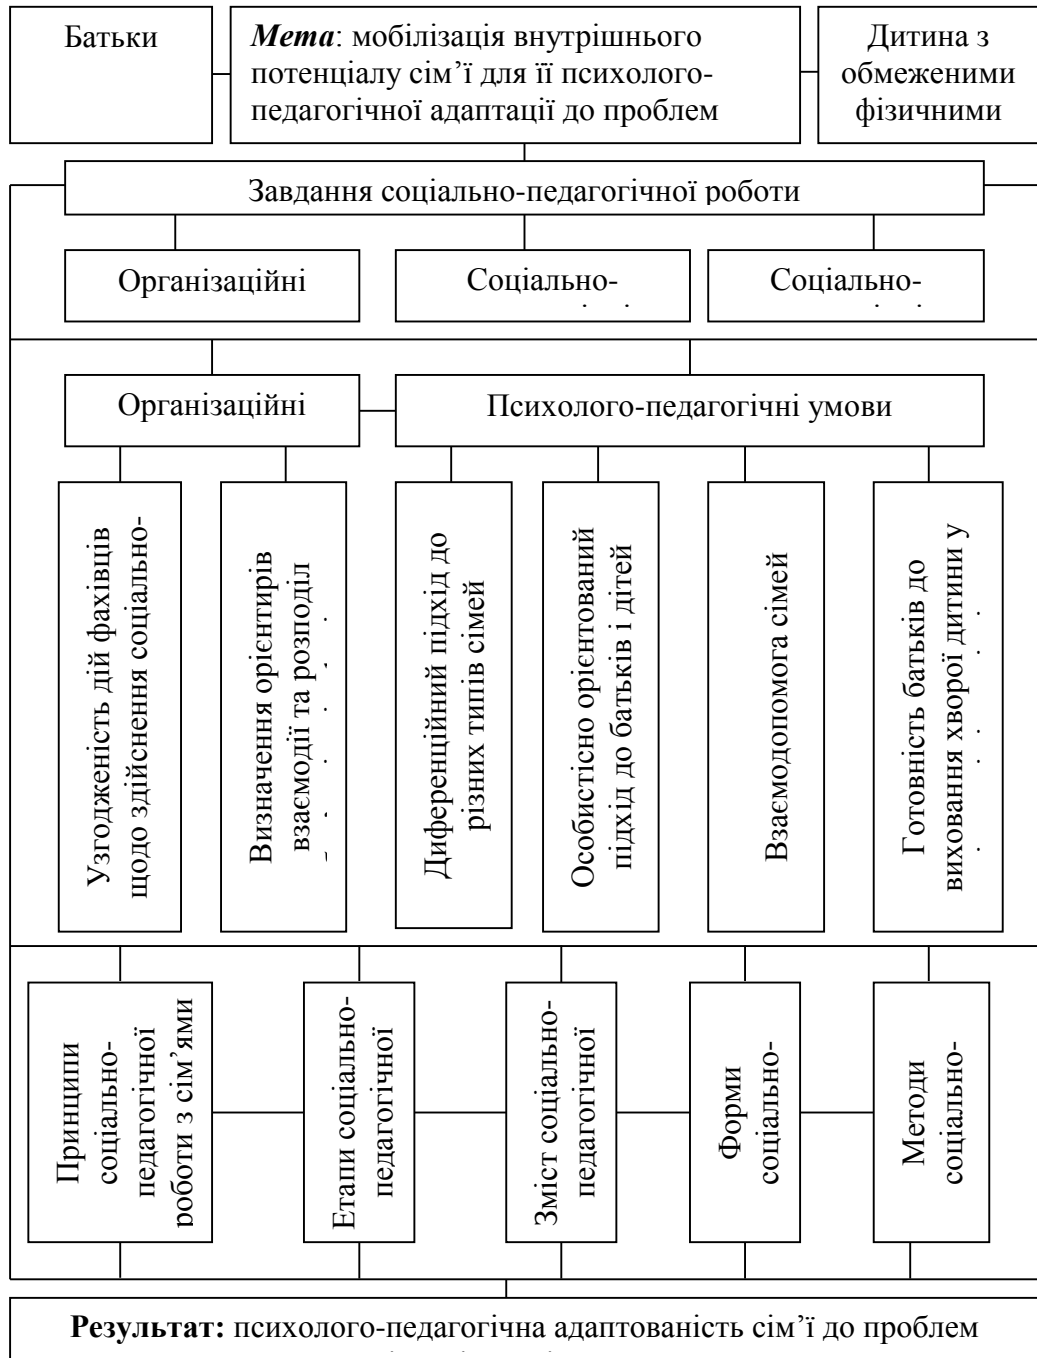 Батьки
Мета: мобілізація внутрішнього
потенціалу сім’ї для її психолого-
педагогічної адаптації до проблем
Дитина з
обмеженими
фізичними
Завдання соціально-педагогічної роботи
Організаційні
Соціально-
Соціально-
Організаційні
Психолого-педагогічні умови
Узгодженість дій фахівців
щодо здійснення соціально-
Визначення орієнтирів
взаємодії та розподіл
Диференційний підхід до
різних типів сімей
Особистісно орієнтований
підхід до батьків і дітей
Взаємодопомога сімей
Готовність батьків до
виховання хворої дитини у
Принципи
соціально-
педагогічної
роботи з сім’ями
Етапи соціально-
педагогічної
Зміст соціально-
педагогічної
Форми
соціально-
Методи
соціально-
Результат: психолого-педагогічна адаптованість сім’ї до проблем